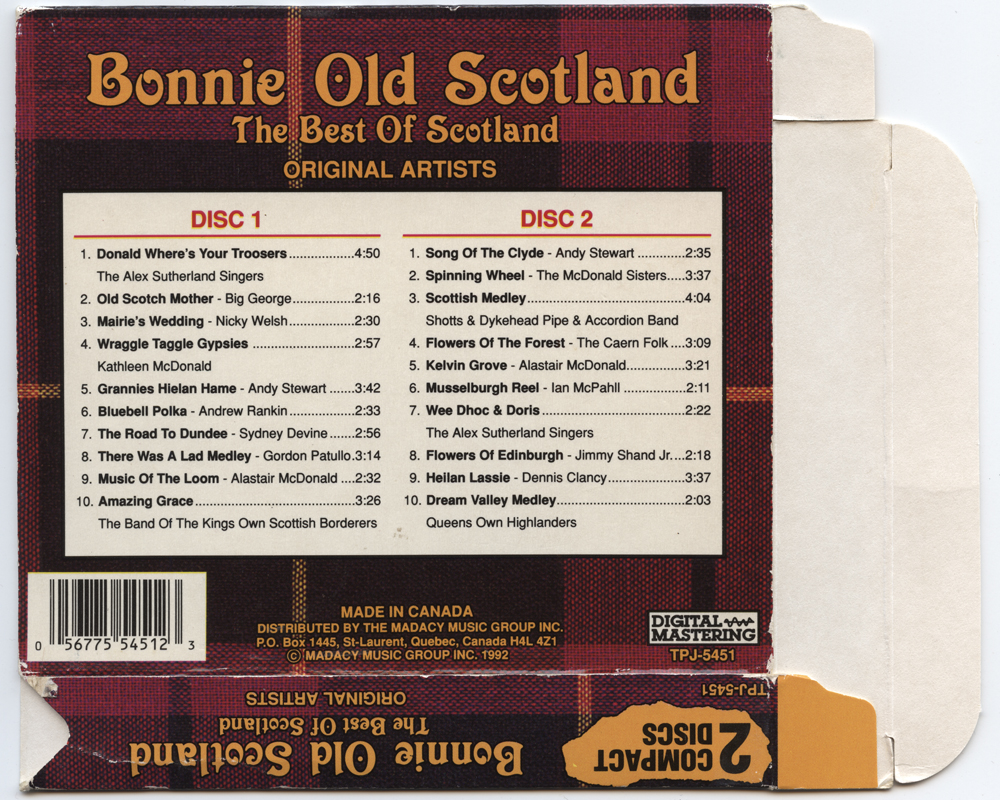 Bonnie Old Scotland
The Best Of Scotland
ORIGINAL ARTISTS
DISC 1
1. Donald Where's Your Troosers................4:50
The Alex Sutherland Singers
2. Old Scotch Mother - Big George...............2:16
3. Mairie's Wedding - Nicky Welsh................2:30
4. Wraggle Taggle Gypsies .........................2:57
Kathleen McDonald
5. Grannies Hielan Hame - Andy Stewart ......3:42
6. Bluebell Polka - Andrew Rankin................2:33
7. The Road To Dundee - Sydney Devine ......2:56
8. There Was A Lad Medley - Gordon Patullo.3:14
9. Music Of The Loom - Alastair McDonald ....2:32
10. Amazing Grace........................................3:26
The Band Of The Kings Own Scottish Borderers
DISC 2
1. Song Of The Clyde - Andy Stewart ...........2:35
2. Spinning Wheel - The McDonald Sisters.....3:37
3. Scottish Medley.......................................4:04
Shotts & Dykehead Pipe & Accordion Band
4. Flowers Of The Forest - The Caern Folk ....3:09
5. Kelvin Grove - Alastair McDonald.............3:21
6. Musselburgh Reel - Ian McPahll ...............2:11
7. Wee Dhoc & Doris...................................2:22
The Alex Sutherland Singers
8. Flowers Of Edinburgh - Jimmy Shand Jr....2:18
9. Heilan Lassie - Dennis Clancy...................3:37
10. Dream Valley Medley................................2:03
Queens Own Highlanders
0 56775 54512 3
MADE IN CANADA
DISTRIBUTED BY THE MADACY MUSIC GROUP INC.
P.O. Box 1445, St-Laurent, Quebec, Canada H4L 4Z1
© MADACY MUSIC GROUP INC. 1992
DIGITAL
MASTERING
TPJ-5451
2 COMPACT
DISCS
Bonnie Old Scotland
The Best Of Scotland
ORIGINAL ARTISTS
TPJ-5451